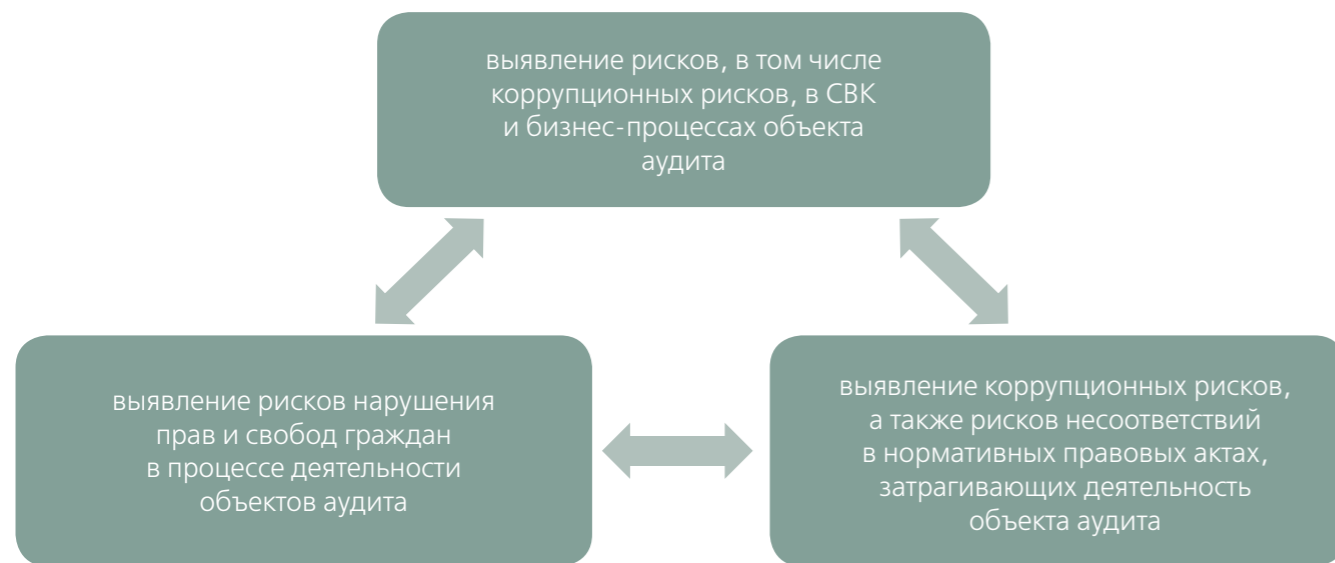 выявление рисков, в том числе
коррупционных рисков, в СВК
и бизнес-процессах объекта
аудита
выявление рисков нарушения
прав и свобод граждан
в процессе деятельности
объектов аудита
выявление коррупционных рисков,
а также рисков несоответствий
в нормативных правовых актах,
затрагивающих деятельность
объекта аудита